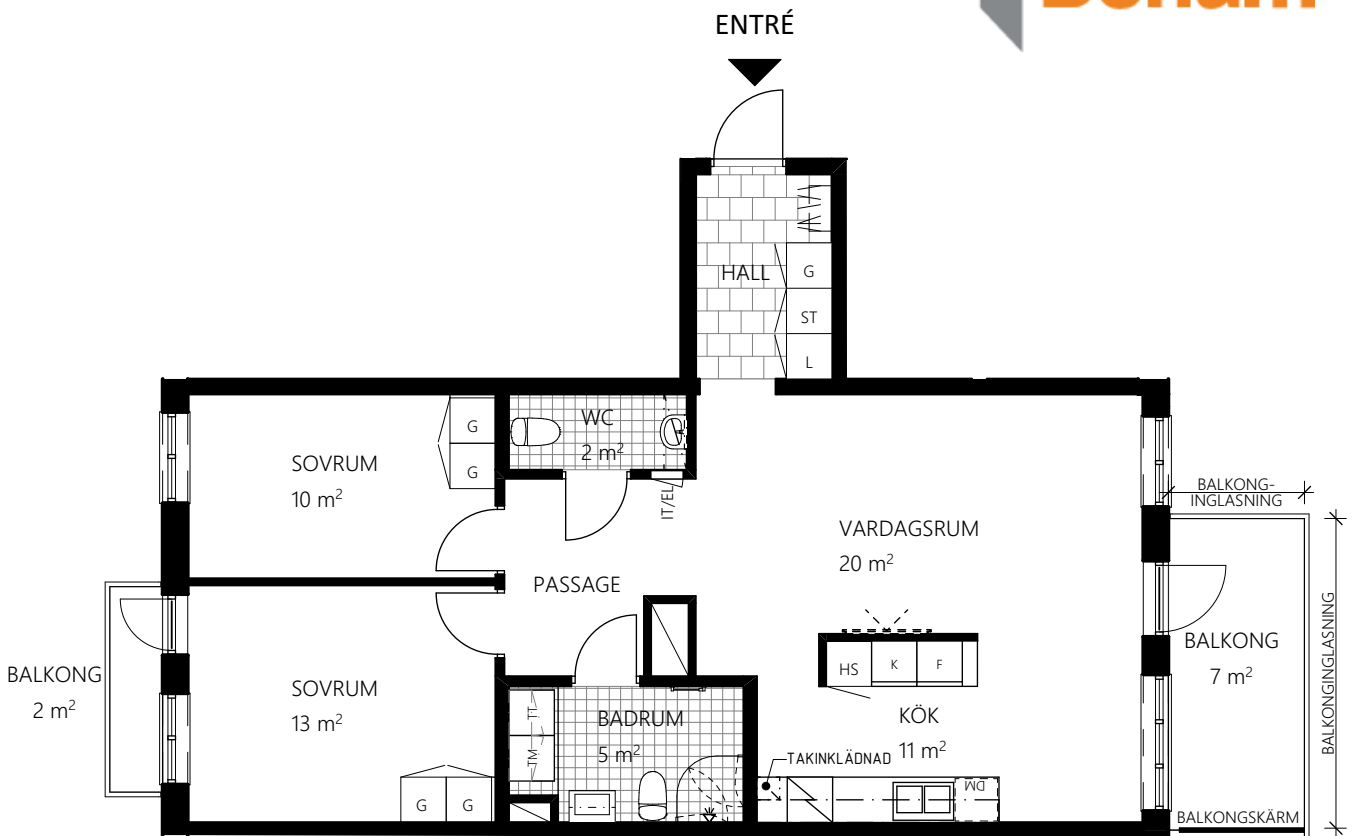 ENTRÉ
HALL
G
ST
L
G
G
WC
2 m²
SOVRUM
10 m²
IT/EL
BALKONG-
INGLASNING
VARDAGSRUM
20 m²
PASSAGE
BALKONGINGLASNING
BALKONG
7 m²
HS
K
F
BALKONG
2 m²
SOVRUM
13 m²
TT
TM
BADRUM
5 m²
KÖK
11 m²
TAKINKLÄDNAD
DM
G
G
BALKONGSKÄRM